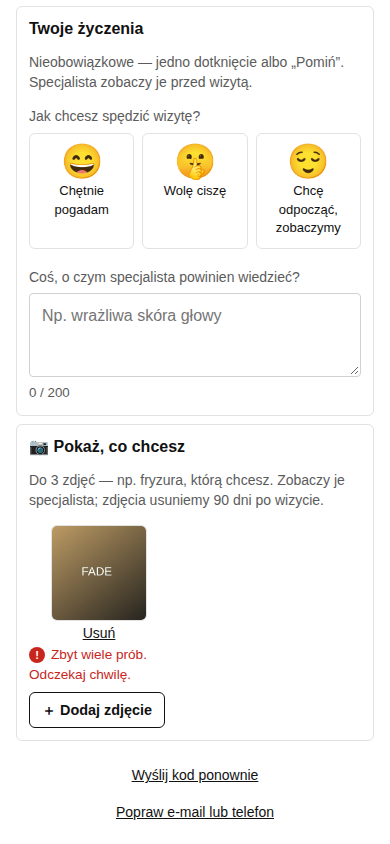 Twoje życzenia
Nieobowiązkowe — jedno dotknięcie albo „Pomiń”.
Specjalista zobaczy je przed wizytą.
Jak chcesz spędzić wizytę?
Chętnie
pogadam
Wolę ciszę
Chcę
odpocząć,
zobaczymy
Coś, o czym specjalista powinien wiedzieć?
Np. wrażliwa skóra głowy
0 / 200
📷 Pokaż, co chcesz
Do 3 zdjęć — np. fryzura, którą chcesz. Zobaczy je
specjalista; zdjęcia usuniemy 90 dni po wizycie.
FADE
Usuń
Zbyt wiele prób.
Odczekaj chwilę.
+ Dodaj zdjęcie
Wyślij kod ponownie
Popraw e-mail lub telefon